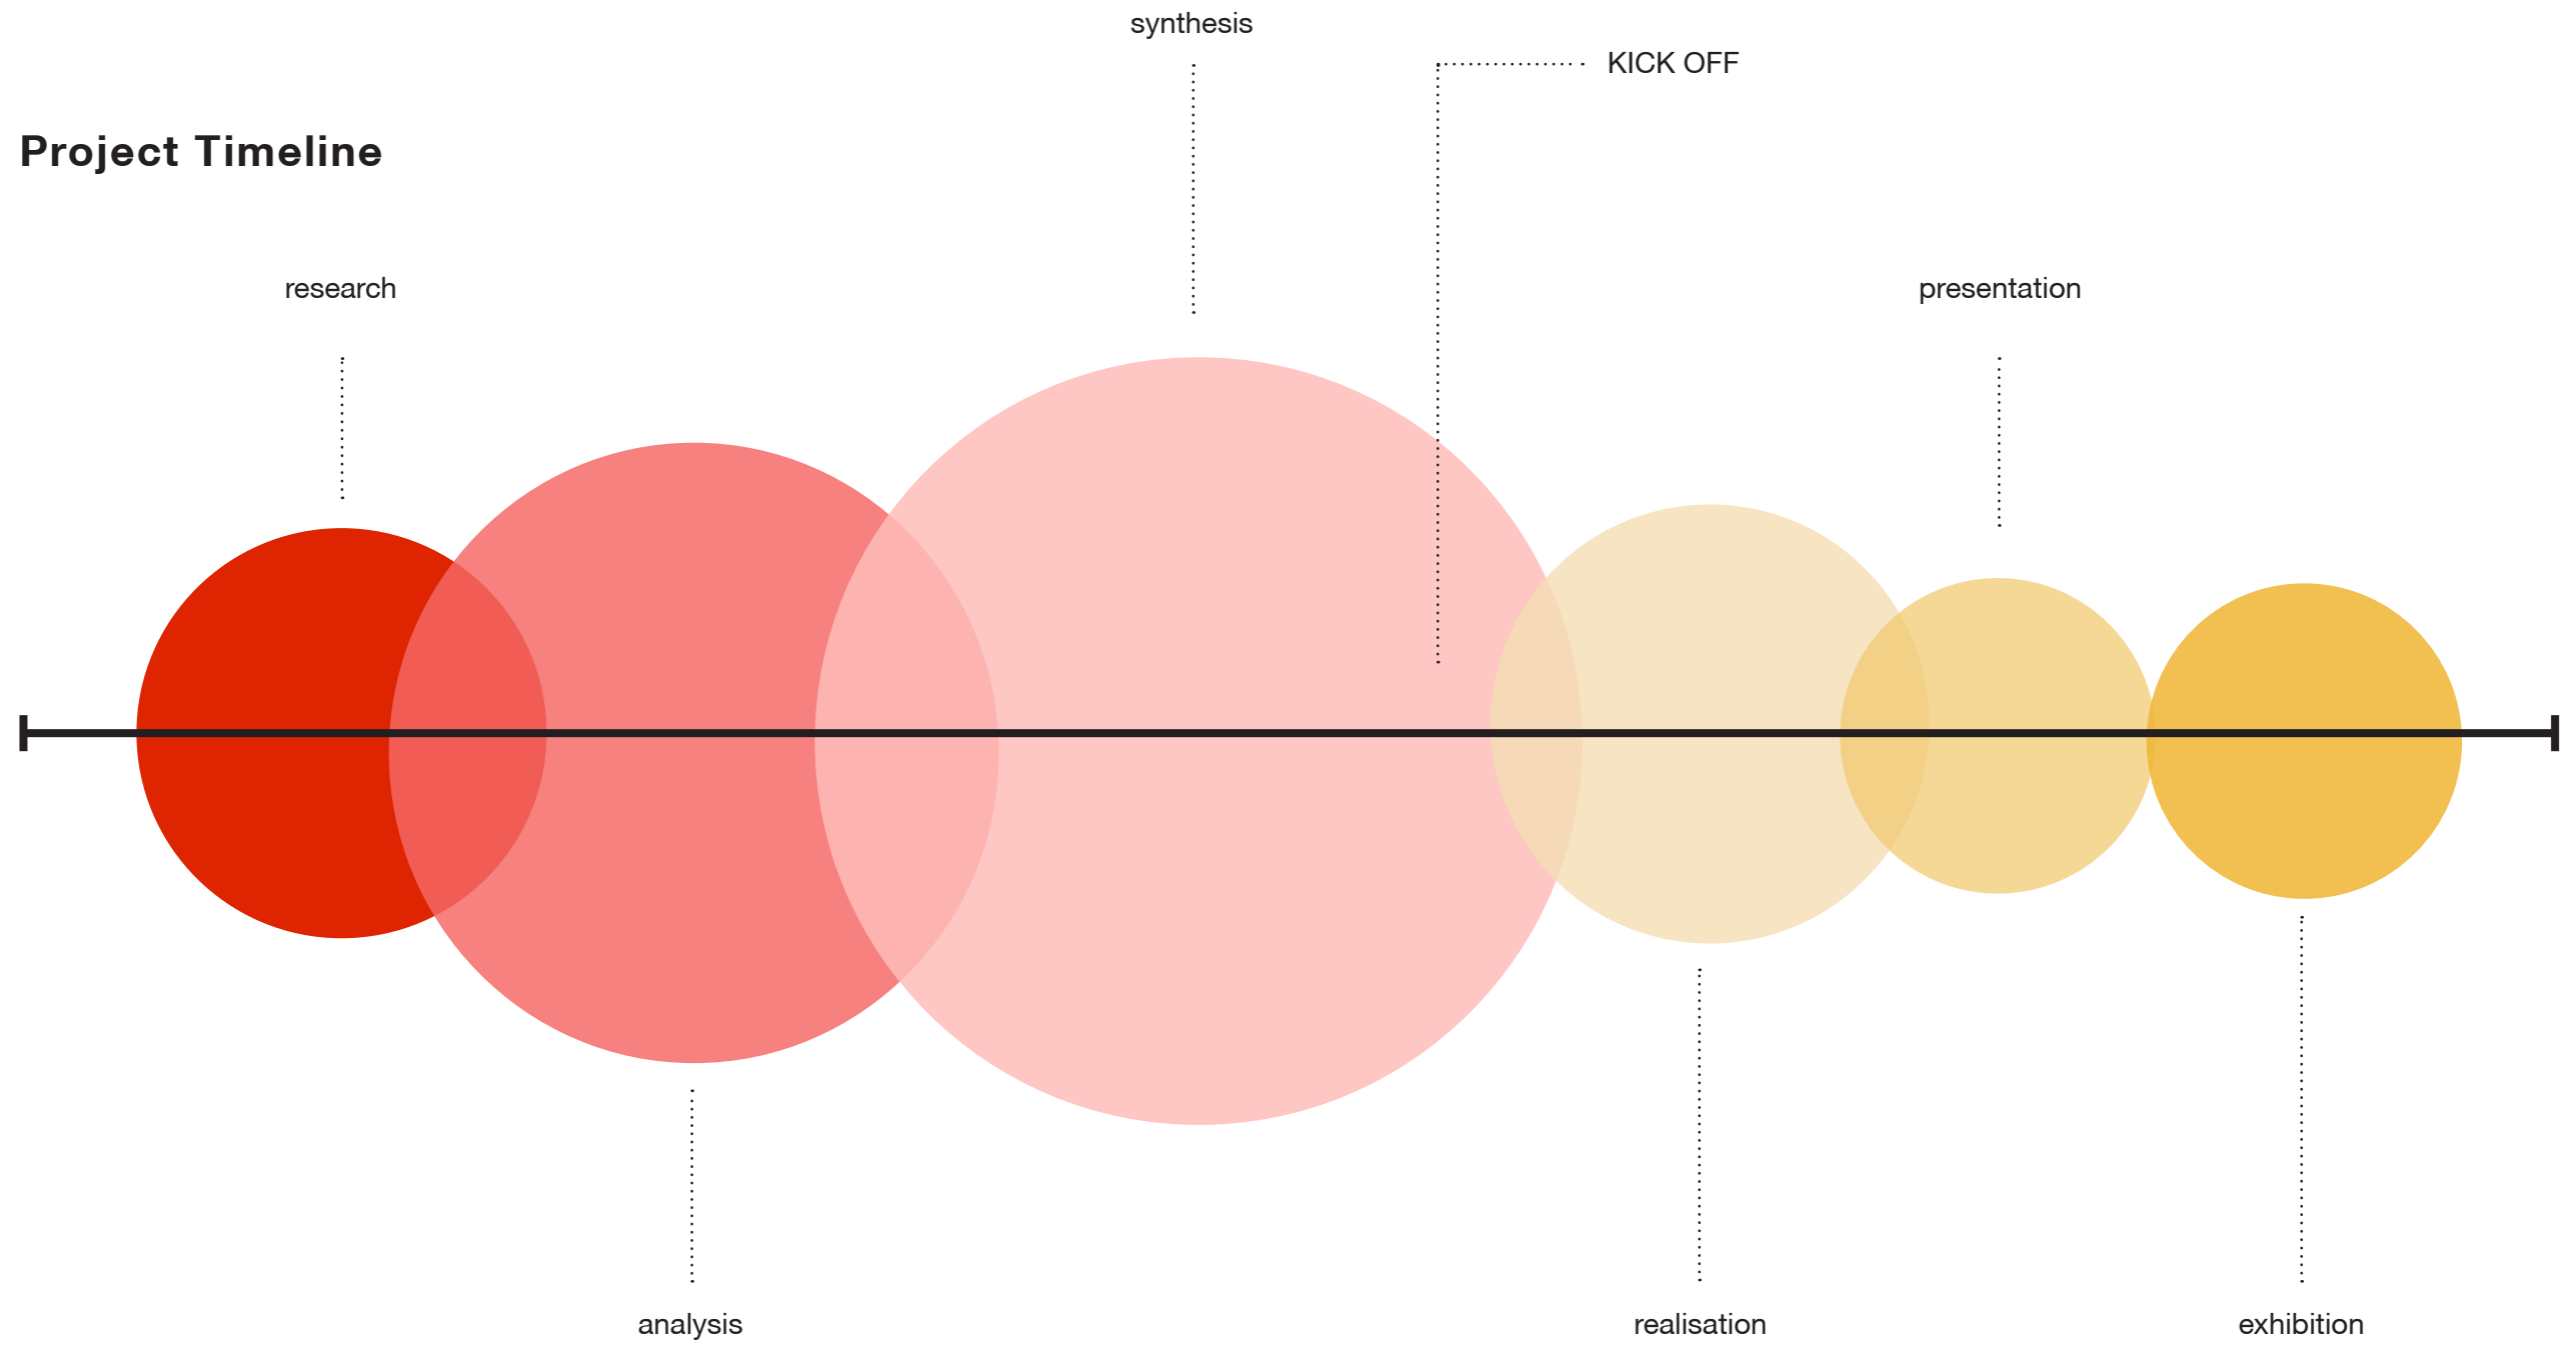 synthesis
KICK OFF
Project Timeline
research
presentation
analysis
realisation
exhibition